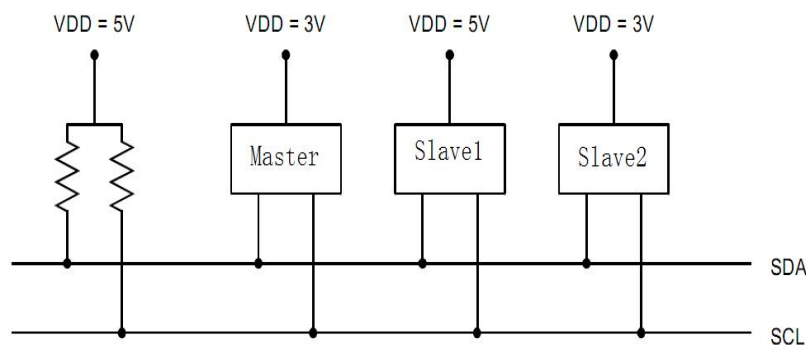 VDD = 5V VDD = 3V VDD = 5V VDD = 3V
Master Slave1 Slave2
SDA
SCL